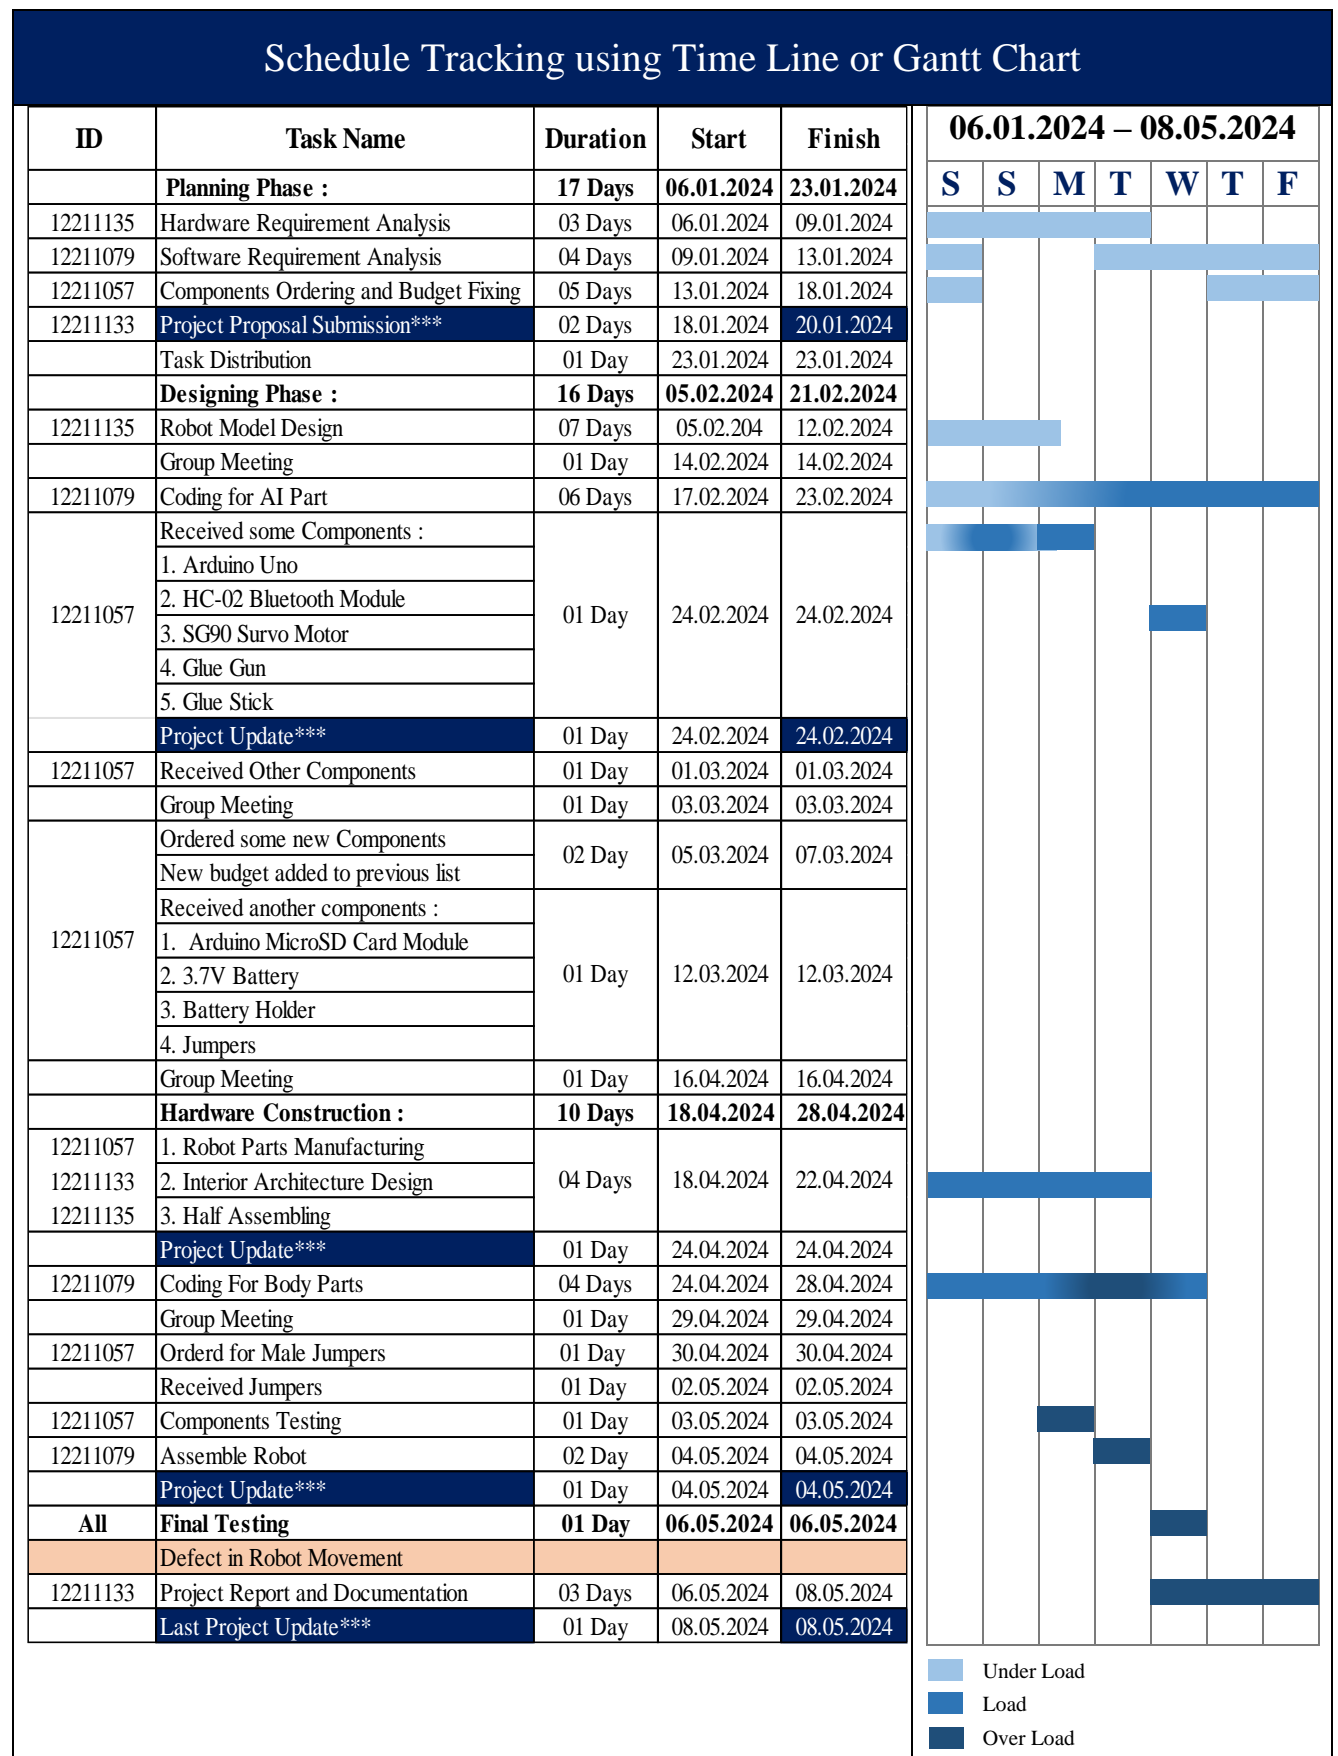 Schedule Tracking using Time Line or Gantt Chart
ID Task Name Duration Start Finish 06.01.2024 – 08.05.2024
S S M T W T F
Planning Phase : 17 Days 06.01.2024 23.01.2024
12211135 Hardware Requirement Analysis 03 Days 06.01.2024 09.01.2024
12211079 Software Requirement Analysis 04 Days 09.01.2024 13.01.2024
12211057 Components Ordering and Budget Fixing 05 Days 13.01.2024 18.01.2024
12211133 Project Proposal Submission*** 02 Days 18.01.2024 20.01.2024
Task Distribution 01 Day 23.01.2024 23.01.2024
Designing Phase : 16 Days 05.02.2024 21.02.2024
12211135 Robot Model Design 07 Days 05.02.204 12.02.2024
Group Meeting 01 Day 14.02.2024 14.02.2024
12211079 Coding for AI Part 06 Days 17.02.2024 23.02.2024
Received some Components :
1. Arduino Uno
2. HC-02 Bluetooth Module
12211057 01 Day 24.02.2024 24.02.2024
3. SG90 Survo Motor
4. Glue Gun
5. Glue Stick
Project Update*** 01 Day 24.02.2024 24.02.2024
12211057 Received Other Components 01 Day 01.03.2024 01.03.2024
Group Meeting 01 Day 03.03.2024 03.03.2024
Ordered some new Components
02 Day 05.03.2024 07.03.2024
New budget added to previous list
Received another components :
12211057 1. Arduino MicroSD Card Module
2. 3.7V Battery 01 Day 12.03.2024 12.03.2024
3. Battery Holder
4. Jumpers
Group Meeting 01 Day 16.04.2024 16.04.2024
Hardware Construction : 10 Days 18.04.2024 28.04.2024
12211057 1. Robot Parts Manufacturing
12211133 2. Interior Architecture Design 04 Days 18.04.2024 22.04.2024
12211135 3. Half Assembling
Project Update*** 01 Day 24.04.2024 24.04.2024
12211079 Coding For Body Parts 04 Days 24.04.2024 28.04.2024
Group Meeting 01 Day 29.04.2024 29.04.2024
12211057 Orderd for Male Jumpers 01 Day 30.04.2024 30.04.2024
Received Jumpers 01 Day 02.05.2024 02.05.2024
12211057 Components Testing 01 Day 03.05.2024 03.05.2024
12211079 Assemble Robot 02 Day 04.05.2024 04.05.2024
Project Update*** 01 Day 04.05.2024 04.05.2024
All Final Testing 01 Day 06.05.2024 06.05.2024
Defect in Robot Movement
12211133 Project Report and Documentation 03 Days 06.05.2024 08.05.2024
Last Project Update*** 01 Day 08.05.2024 08.05.2024
Under Load
Load
Over Load